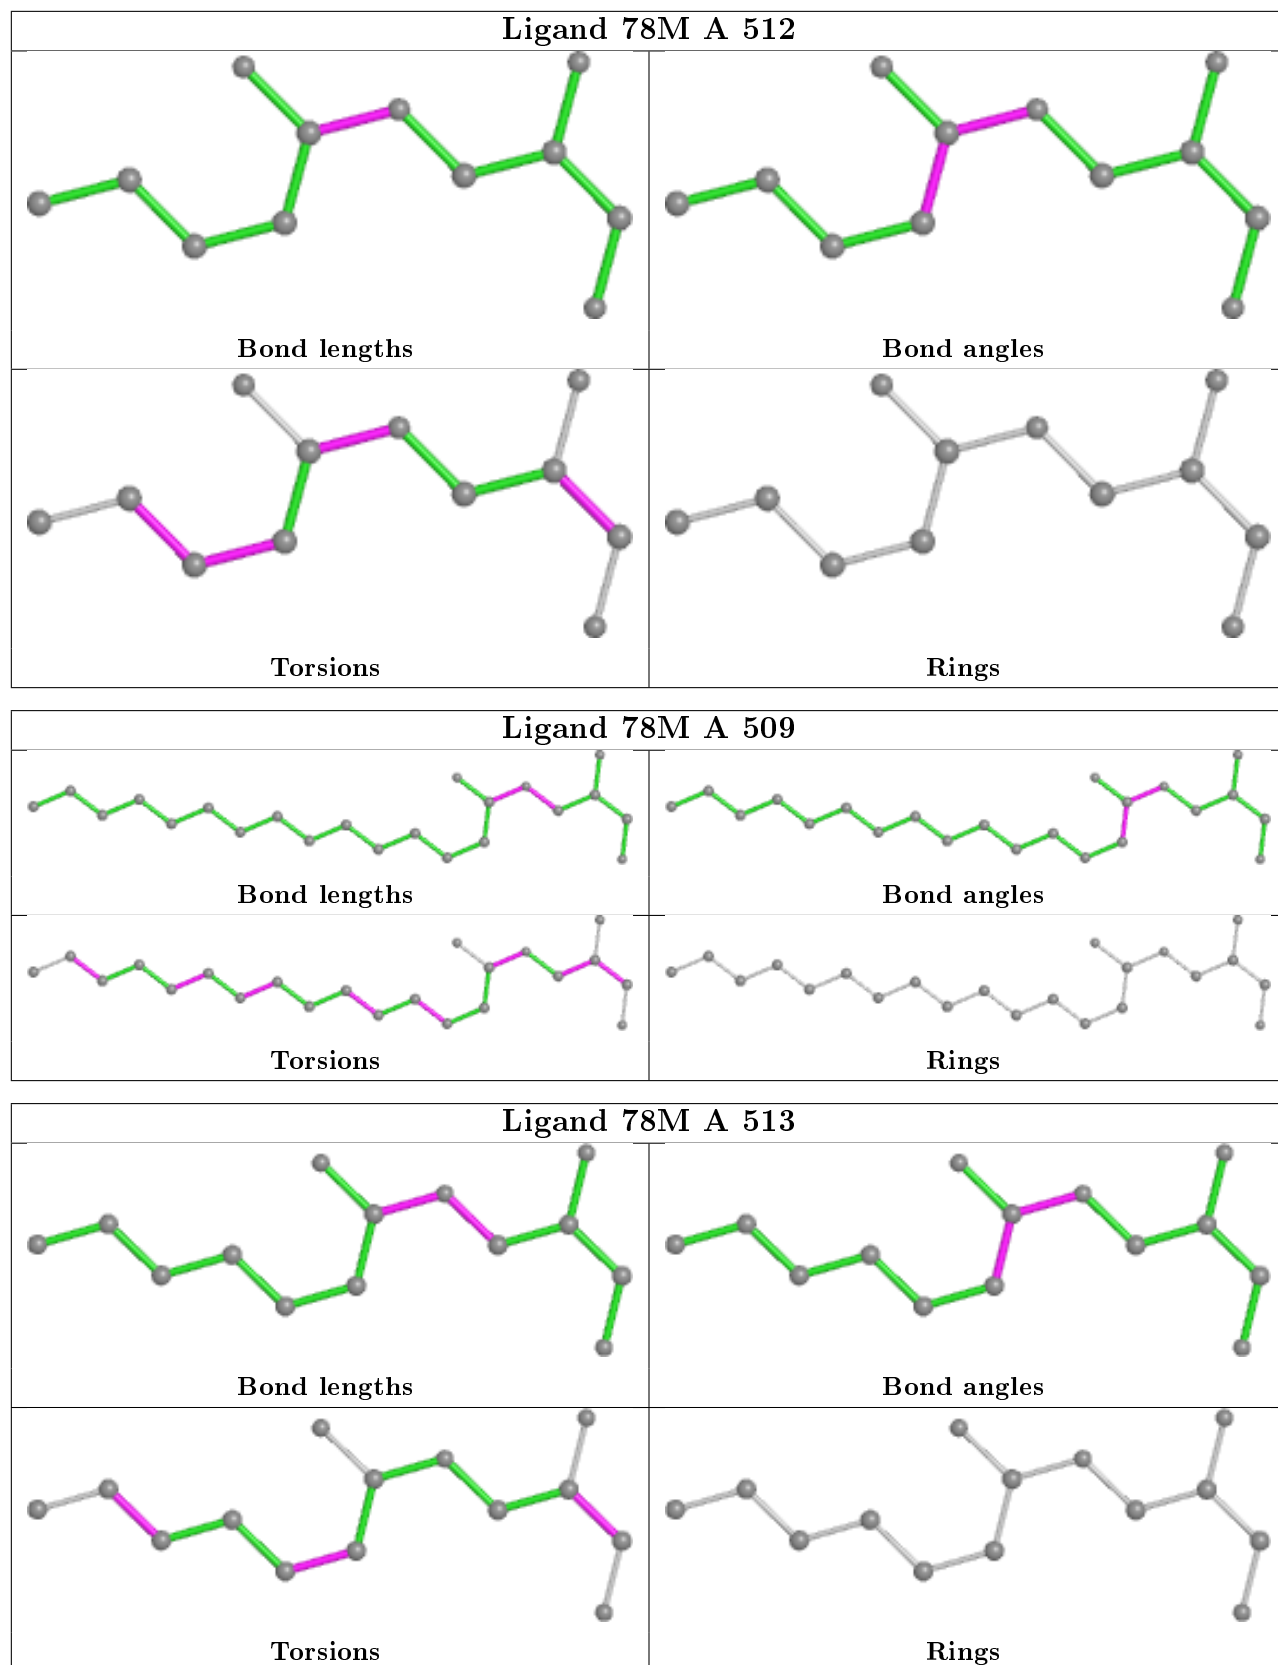 Ligand 78M A 512
Bond lengths
Bond angles
Torsions
Rings
Ligand 78M A 509
Bond lengths
Bond angles
Torsions
Rings
Ligand 78M A 513
Bond lengths
Bond angles
Torsions
Rings